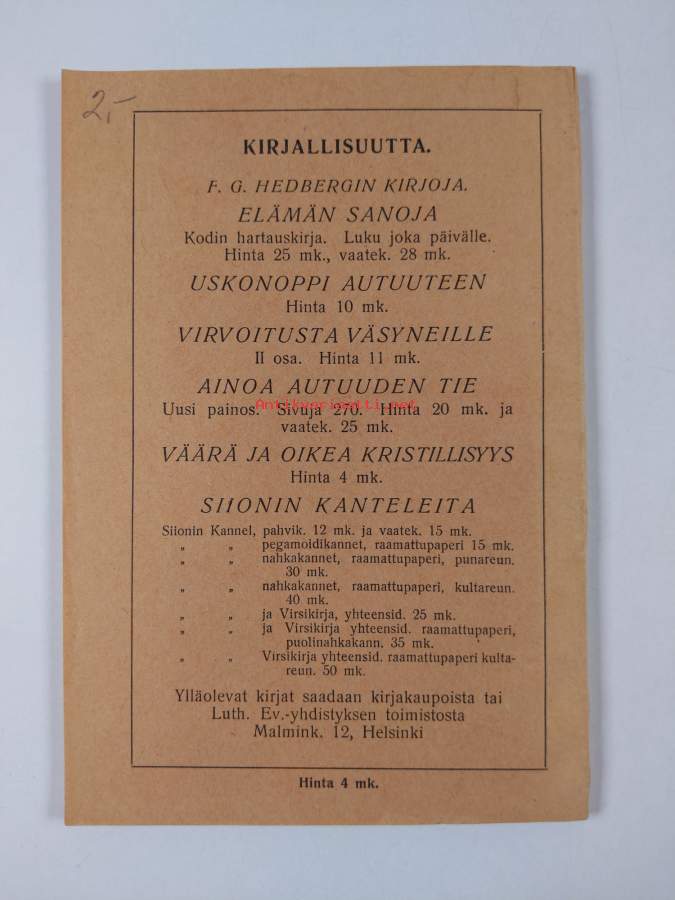 2,-
KIRJALLISUUTTA.
F. G. HEDBERGIN KIRJOJA.
ELÄMÄN SANOJA
Kodin hartauskirja. Luku joka päivälle.
Hinta 25 mk., vaatek. 28 mk.
USKONOPPI AUTUUTEEN
Hinta 10 mk.
VIRVOITUSTA VÄSYNEILLE
II osa. Hinta 11 mk.
AINOA AUTUUDEN TIE
Uusi painos. Sivuja 270. Hinta 20 mk. ja
Antikvariaatti.net
vaatek. 25 mk.
VÄÄRÄ JA OIKEA KRISTILLISYYS
Hinta 4 mk.
SIIONIN KANTELEITA
Siionin Kannel, pahvik. 12 mk. ja vaatek. 15 mk.
„ „ pegamoidikannet, raamattupaperi 15 mk.
„ „ nahkakannet, raamattupaperi, punareun.
30 mk.
„ „ nahkakannet, raamattupaperi, kultareun.
40 mk.
„ „ ja Virsikirja, yhteensid. 25 mk.
„ „ ja Virsikirja yhteensid. raamattupaperi,
puolinahkakann. 35 mk.
„ „ Virsikirja yhteensid. raamattupaperi kulta-
reun. 50 mk.
Ylläolevat kirjat saadaan kirjakaupoista tai
Luth. Ev.-yhdistyksen toimistosta
Malmink. 12, Helsinki
Hinta 4 mk.